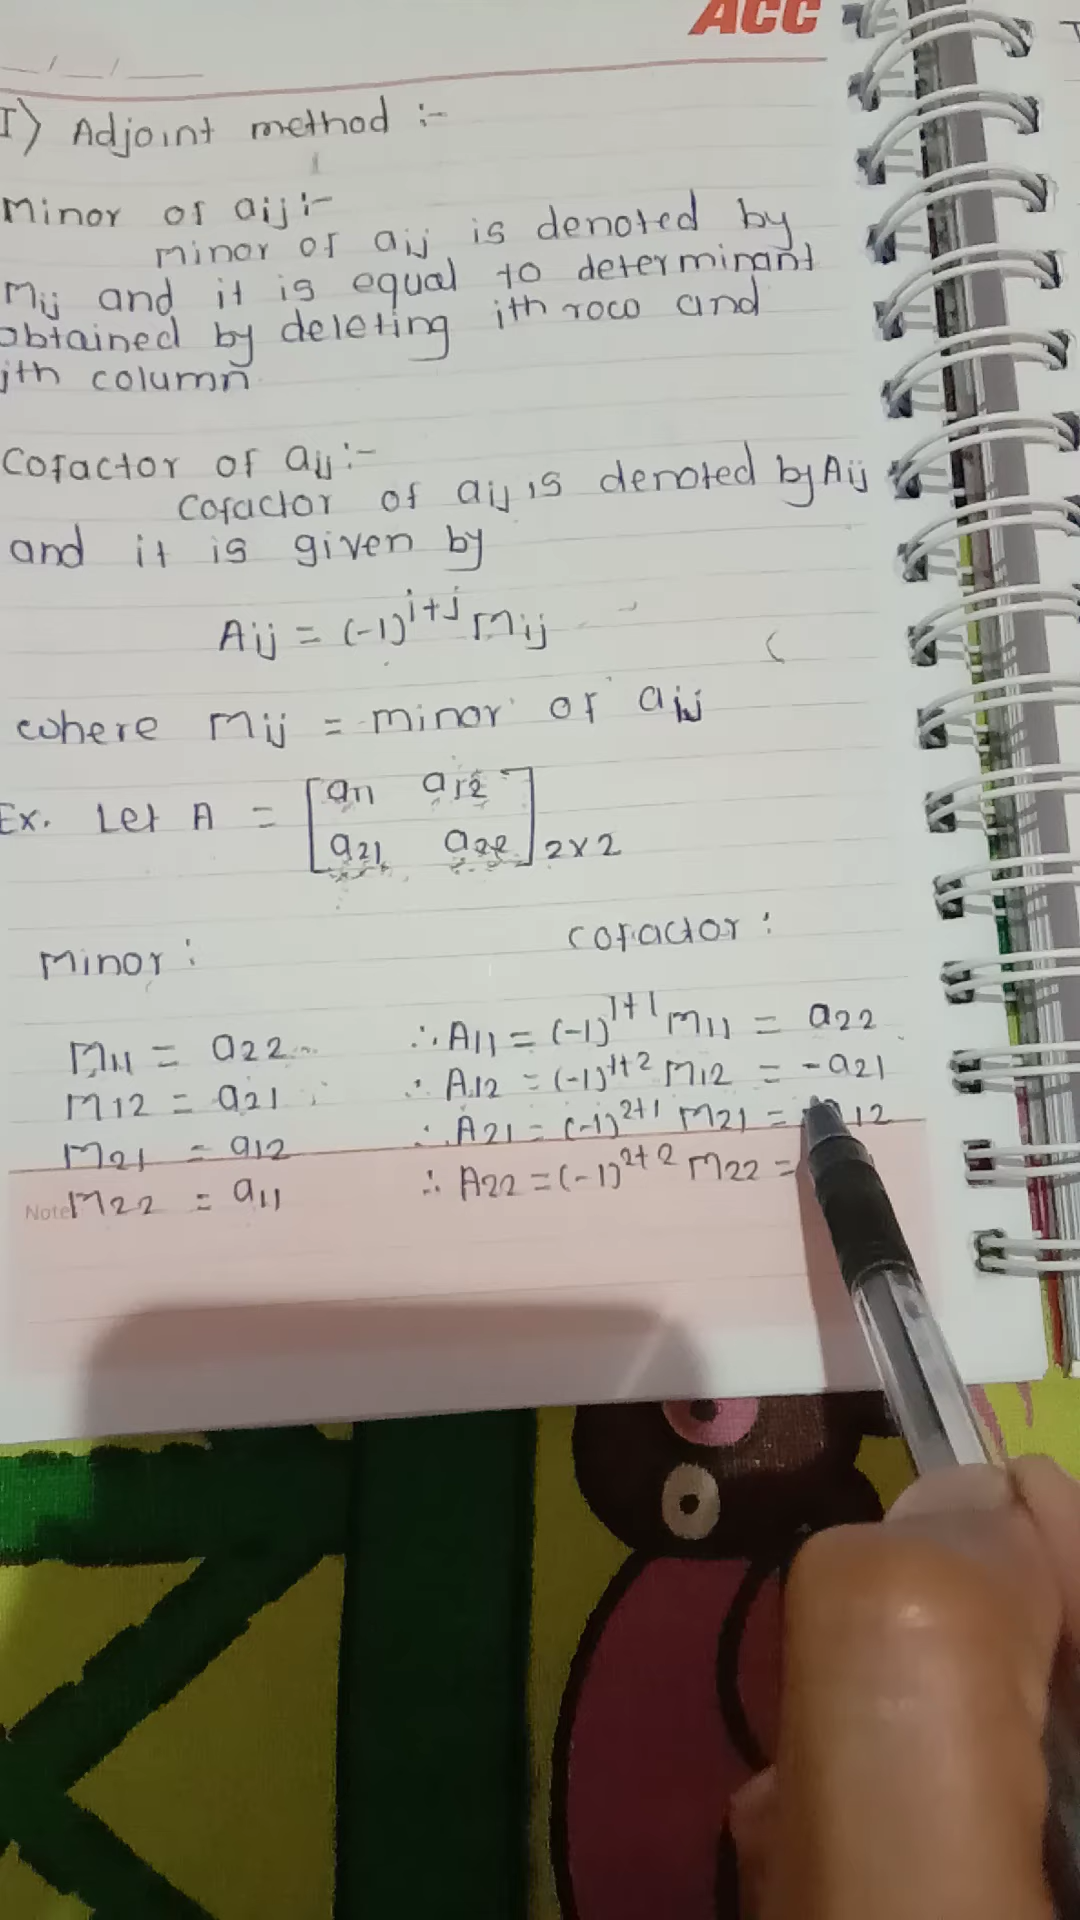 ACC
I) Adjoint method :-
Minor of aij :-
minor of aij is denoted by
Mij and it is equal to determinant
obtained by deleting ith row and
jth column
Cofactor of aij :-
Cofactor of aij is denoted by Aij
and it is given by
Aij = (-1)^i+j Mij
where Mij = minor of aij
Ex. Let A = [a11 a12
a21 a22] 2x2
Minor : Cofactor :
M11 = a22 ∴ A11 = (-1)^1+1 M11 = a22
M12 = a21 ∴ A12 = (-1)^1+2 M12 = -a21
M21 = a12 ∴ A21 = (-1)^2+1 M21 = 12
Note M22 = a11 ∴ A22 = (-1)^2+2 M22 =